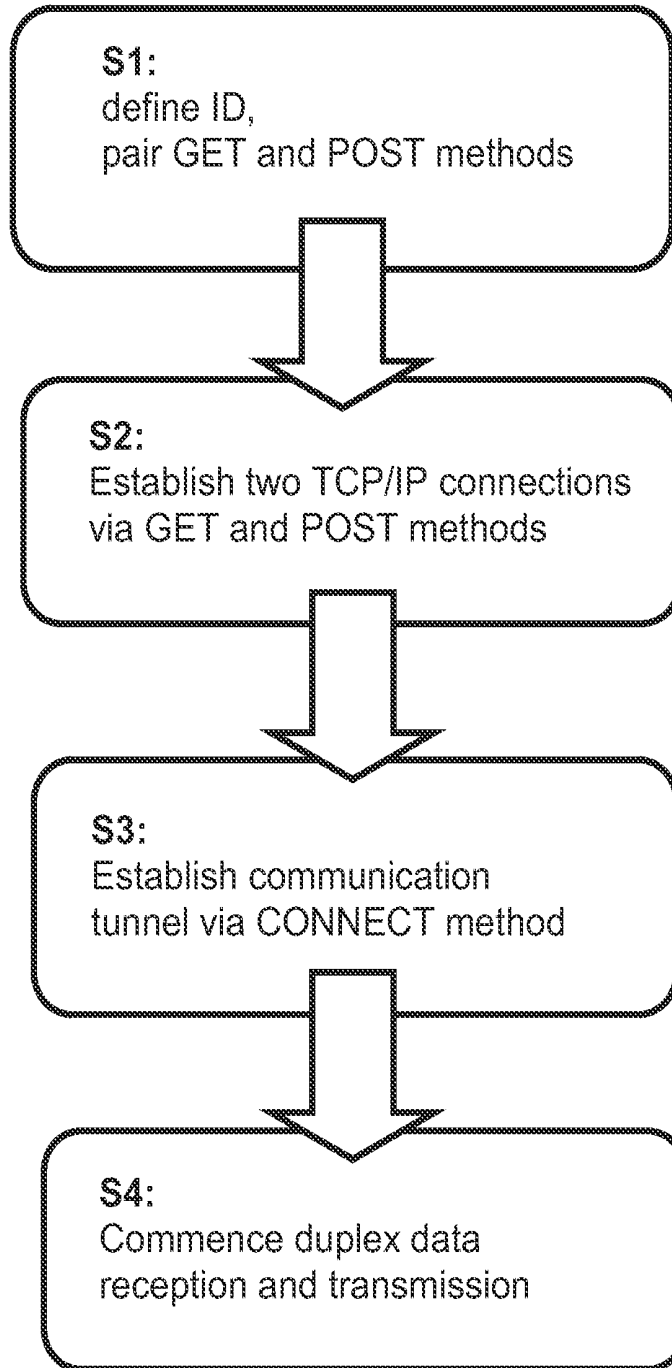 S1:
define ID,
pair GET and POST methods
S2:
Establish two TCP/IP connections
via GET and POST methods
S3:
Establish communication
tunnel via CONNECT method
S4:
Commence duplex data
reception and transmission